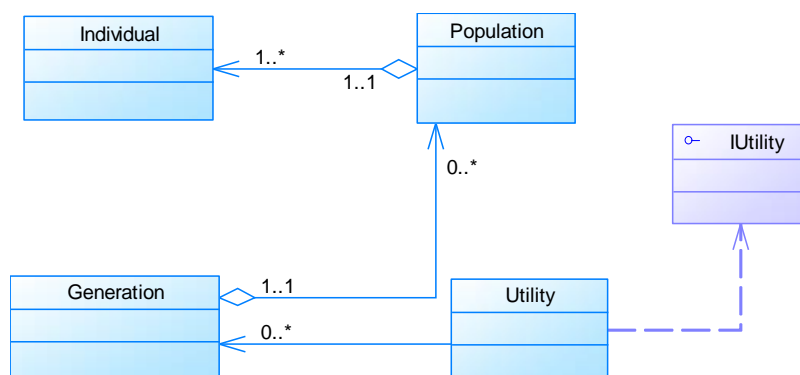 Individual
Population
1..*
1..1
IUtility
0..*
Generation
1..1
Utility
0..*